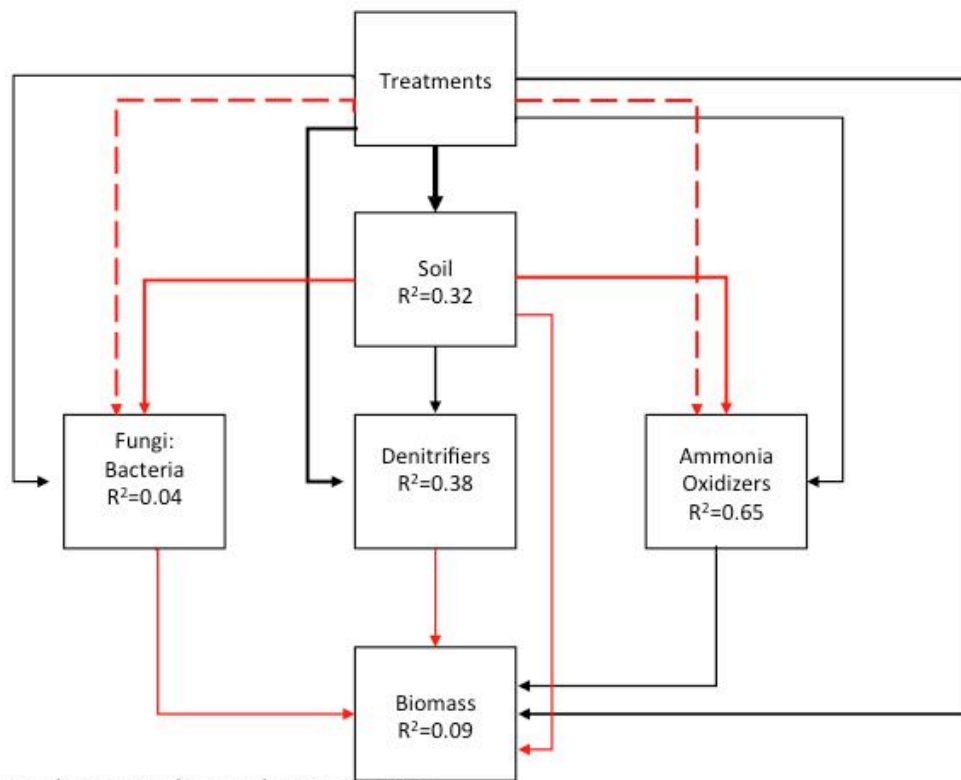 Treatments
Soil
R²=0.32
Fungi:
Bacteria
R²=0.04
Denitrifiers
R²=0.38
Ammonia
Oxidizers
R²=0.65
Biomass
R²=0.09